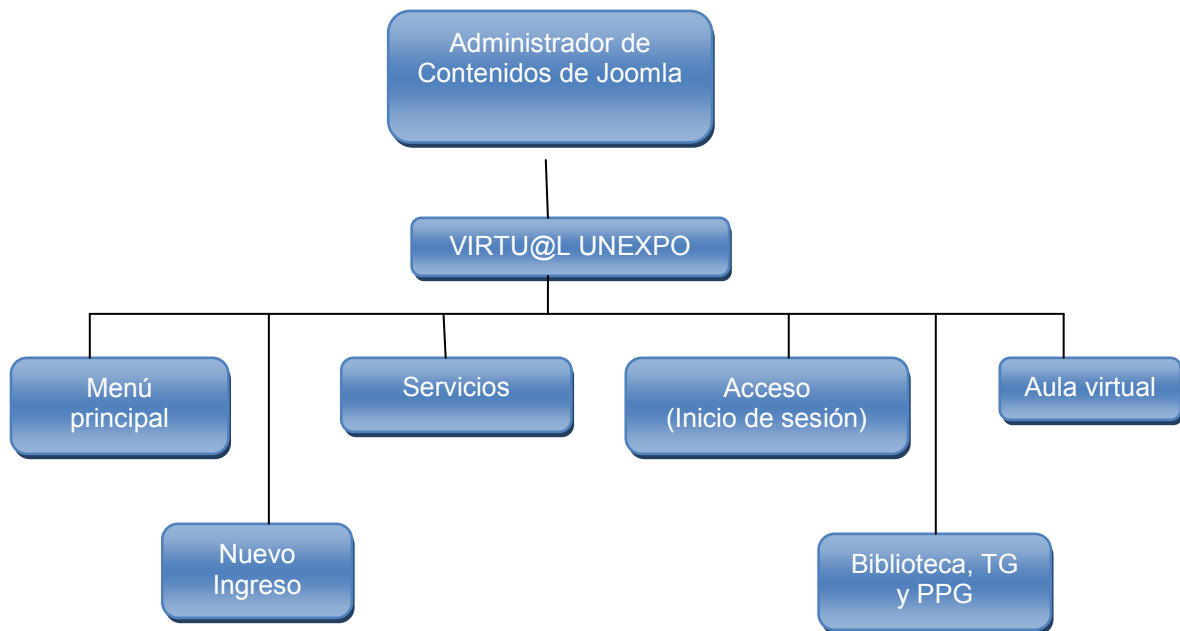 Administrador de
Contenidos de Joomla
VIRTU@L UNEXPO
Menú
principal
Servicios
Acceso
(Inicio de sesión)
Aula virtual
Nuevo
Ingreso
Biblioteca, TG
y PPG